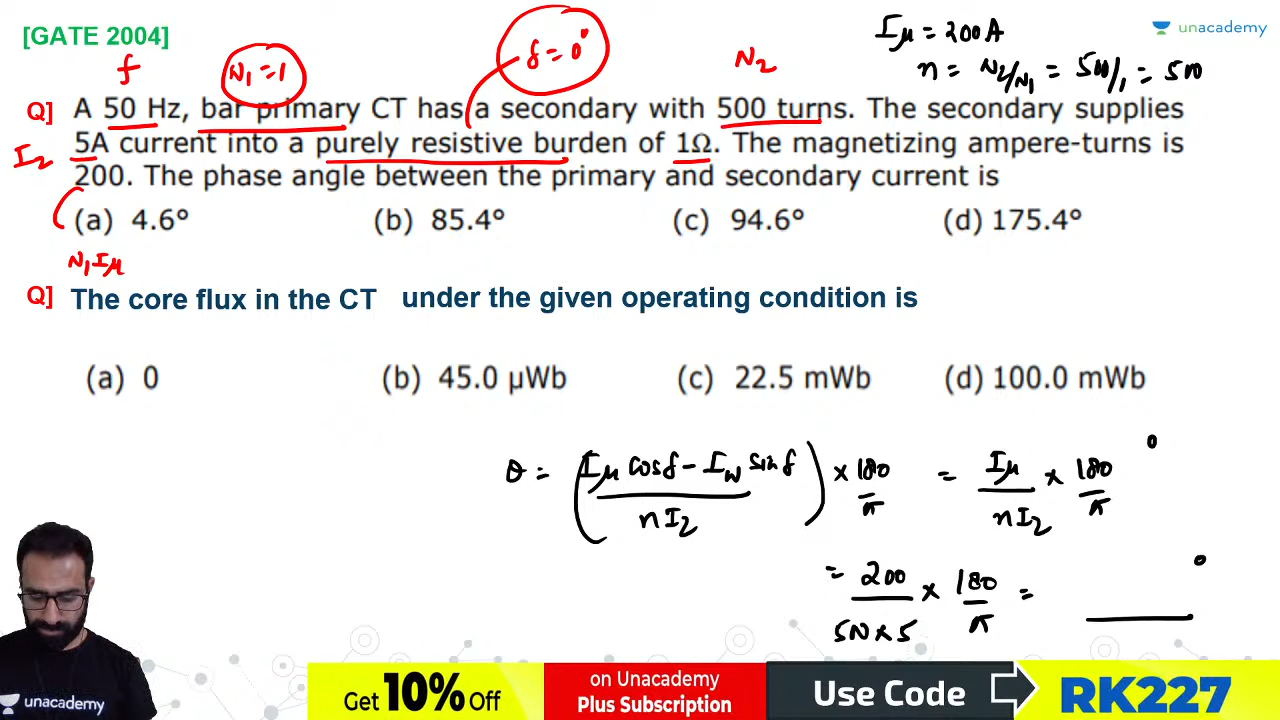 [GATE 2004]
f
N₁ = 1
δ = 0°
N₂
Iμ = 200A
n = N₂/N₁ = 500/1 = 500
unacademy
Q] A 50 Hz, bar primary CT has a secondary with 500 turns. The secondary supplies
I₂ 5A current into a purely resistive burden of 1Ω. The magnetizing ampere-turns is
200. The phase angle between the primary and secondary current is
(a) 4.6° (b) 85.4° (c) 94.6° (d) 175.4°
N₁Iμ
Q] The core flux in the CT under the given operating condition is
(a) 0 (b) 45.0 μWb (c) 22.5 mWb (d) 100.0 mWb
θ = (Iμ cosδ - Iw sinδ / nI₂) × 180/π = Iμ/nI₂ × 180/π °
= 200/500×5 × 180/π = °
unacademy
Get 10% Off
on Unacademy
Plus Subscription
Use Code
RK227